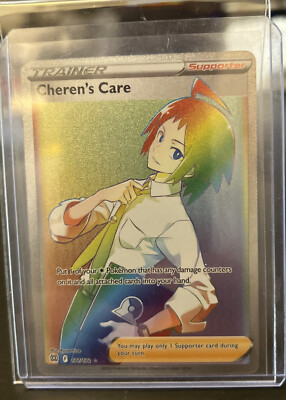 TRAINER
Supporter
Cheren's Care
Put 1 of your Pokémon that has any damage counters
on it and all attached cards into your hand.
You may play only 1 Supporter card during
your turn.